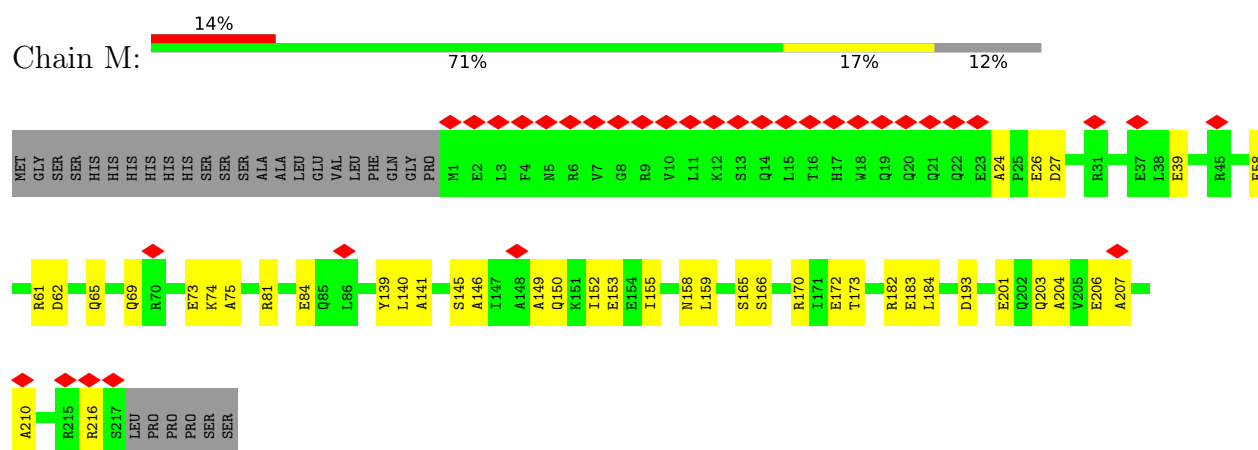 14%
Chain M:
71% 17% 12%
MET GLY SER SER HIS HIS HIS HIS HIS HIS SER SER SER ALA ALA LEU GLU VAL LEU PHE GLN GLY PRO M1 E2 L3 F4 N5 R6 V7 G8 R9 V10 L11 K12 S13 Q14 L15 T16 H17 W18 Q19 Q20 Q21 Q22 E23 A24 P25 E26 D27 R31 E37 L38 E39 R45
R61 D62 Q65 Q69 R70 E73 K74 A75 R81 E84 Q85 L86 Y139 L140 A141 S145 A146 I147 A148 A149 Q150 K151 I152 E153 E154 I155 N158 L159 S165 S166 R170 I171 E172 T173 R182 E183 L184 D193 E201 Q202 Q203 A204 V205 E206 A207
A210 R215 R216 S217 LEU PRO PRO PRO SER SER